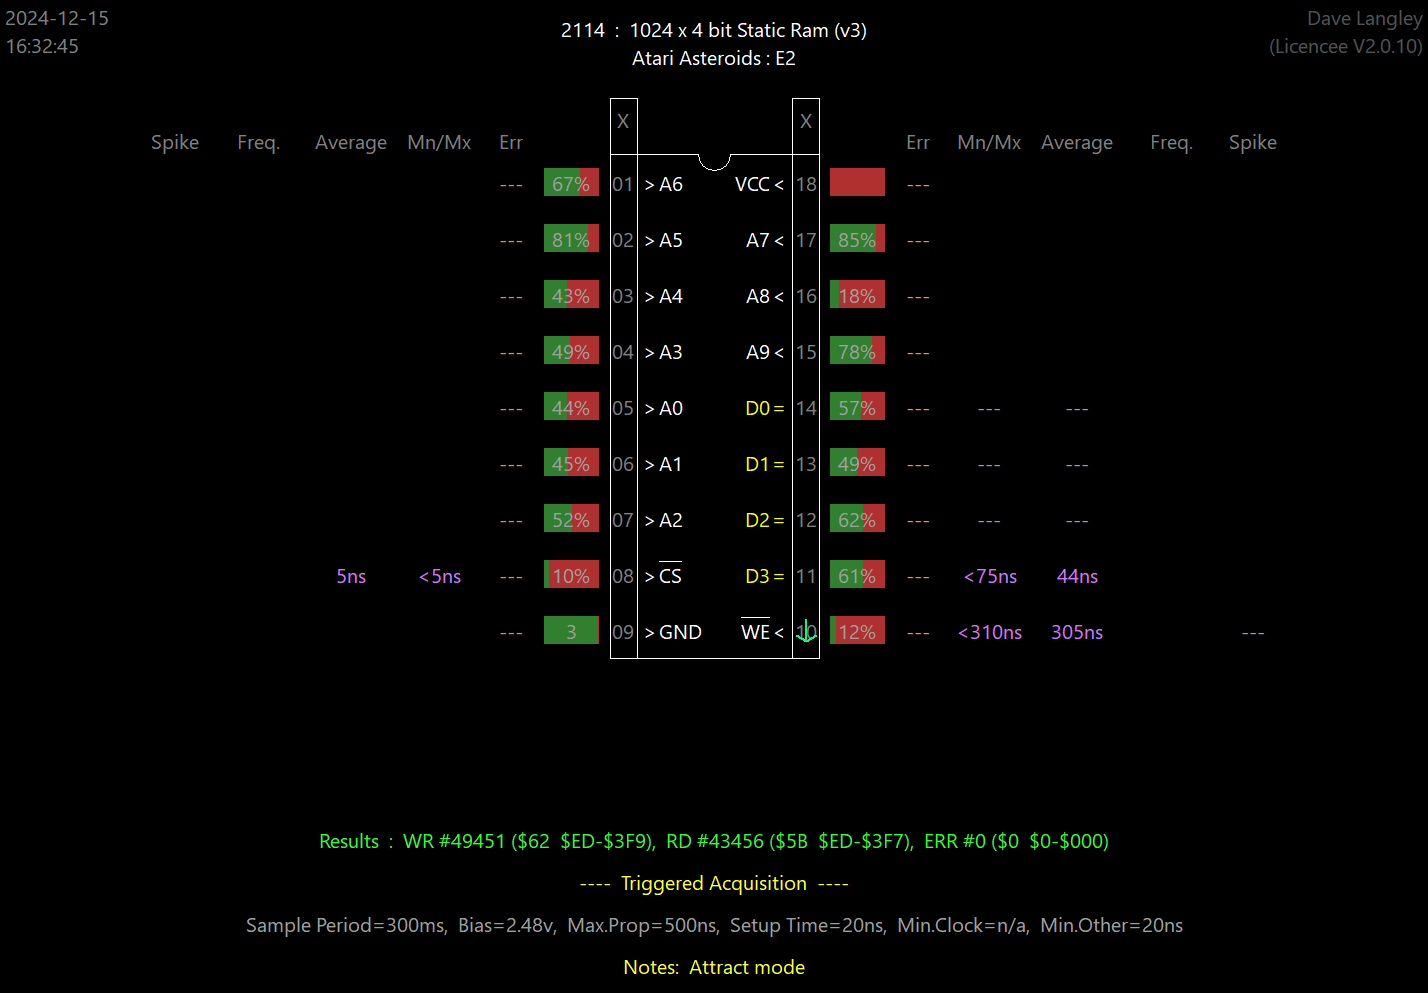 2024-12-15
16:32:45
2114 : 1024 x 4 bit Static Ram (v3)
Atari Asteroids : E2
Dave Langley
(Licencee V2.0.10)
X X
Spike Freq. Average Mn/Mx Err Err Mn/Mx Average Freq. Spike
--- 67% 01 > A6 VCC < 18 ---
--- 81% 02 > A5 A7 < 17 85% ---
--- 43% 03 > A4 A8 < 16 18% ---
--- 49% 04 > A3 A9 < 15 78% ---
--- 44% 05 > A0 D0 = 14 57% --- --- ---
--- 45% 06 > A1 D1 = 13 49% --- --- ---
--- 52% 07 > A2 D2 = 12 62% --- --- ---
5ns <5ns --- 10% 08 > CS D3 = 11 61% --- <75ns 44ns
--- 3 09 > GND WE < 10 12% --- <310ns 305ns ---
Results : WR #49451 ($62 $ED-$3F9), RD #43456 ($5B $ED-$3F7), ERR #0 ($0 $0-$000)
---- Triggered Acquisition ----
Sample Period=300ms, Bias=2.48v, Max.Prop=500ns, Setup Time=20ns, Min.Clock=n/a, Min.Other=20ns
Notes: Attract mode